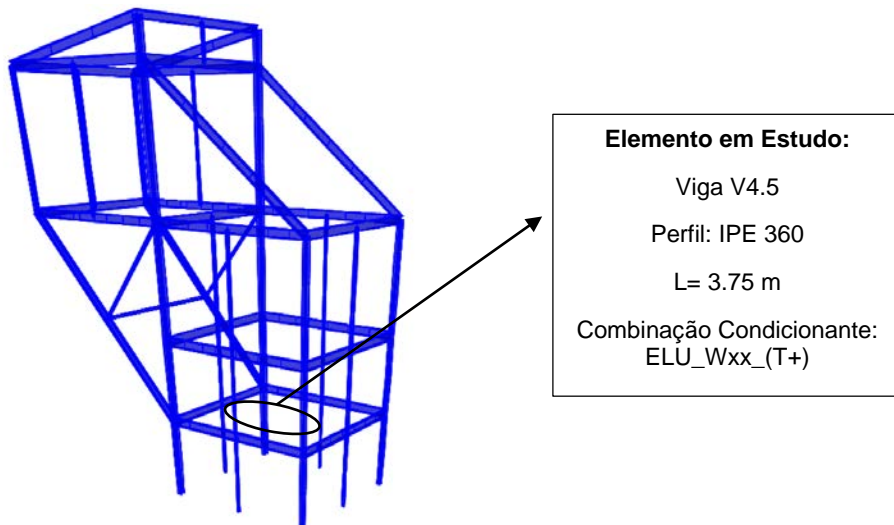 Elemento em Estudo:
Viga V4.5
Perfil: IPE 360
L= 3.75 m
Combinação Condicionante:
ELU_Wxx_(T+)